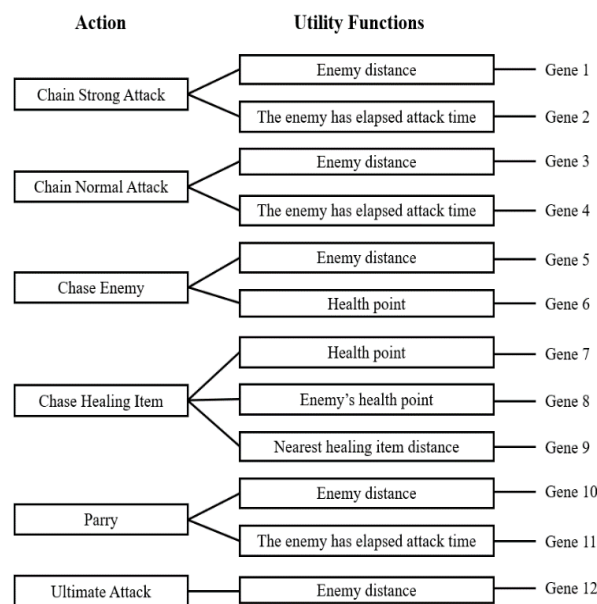 Action Utility Functions
Enemy distance Gene 1
Chain Strong Attack
The enemy has elapsed attack time Gene 2
Enemy distance Gene 3
Chain Normal Attack
The enemy has elapsed attack time Gene 4
Enemy distance Gene 5
Chase Enemy
Health point Gene 6
Health point Gene 7
Chase Healing Item Enemy’s health point Gene 8
Nearest healing item distance Gene 9
Enemy distance Gene 10
Parry
The enemy has elapsed attack time Gene 11
Ultimate Attack Enemy distance Gene 12